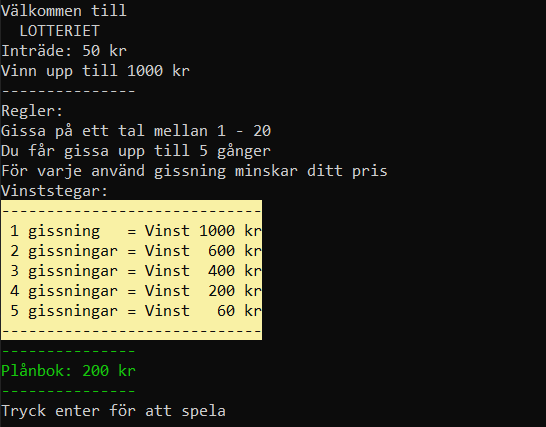 Välkommen till
LOTTERIET
Inträde: 50 kr
Vinn upp till 1000 kr
---------------
Regler:
Gissa på ett tal mellan 1 - 20
Du får gissa upp till 5 gånger
För varje använd gissning minskar ditt pris
Vinststegar:
-----------------------------
1 gissning   = Vinst 1000 kr
2 gissningar = Vinst  600 kr
3 gissningar = Vinst  400 kr
4 gissningar = Vinst  200 kr
5 gissningar = Vinst   60 kr
-----------------------------
---------------
Plånbok: 200 kr
---------------
Tryck enter för att spela